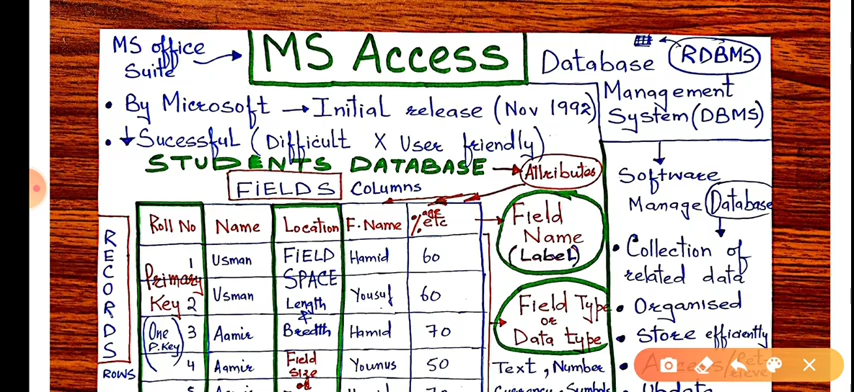 MS office
Suite
MS Access
Database
RDBMS
Management
System (DBMS)
• By Microsoft → Initial release (Nov 1992)
• ↓ Sucessful (Difficult X User friendly)
STUDENTS DATABASE → Attributes
FIELDS Columns
RECORDS
ROWS
Roll No Name Location F.Name %age etc
1 Usman Hamid 60
2 Usman Yousuf 60
3 Aamir Hamid 70
4 Aamir Younus 50
Primary
Key
(One
P.Key)
FIELD
SPACE
Length
&
Breadth
Field
Size
Field
Name
(Label)
Field Type
or
Data type
Text, Number
Software
Manage Database
• Collection of
related data
• Organised
• Store efficiently